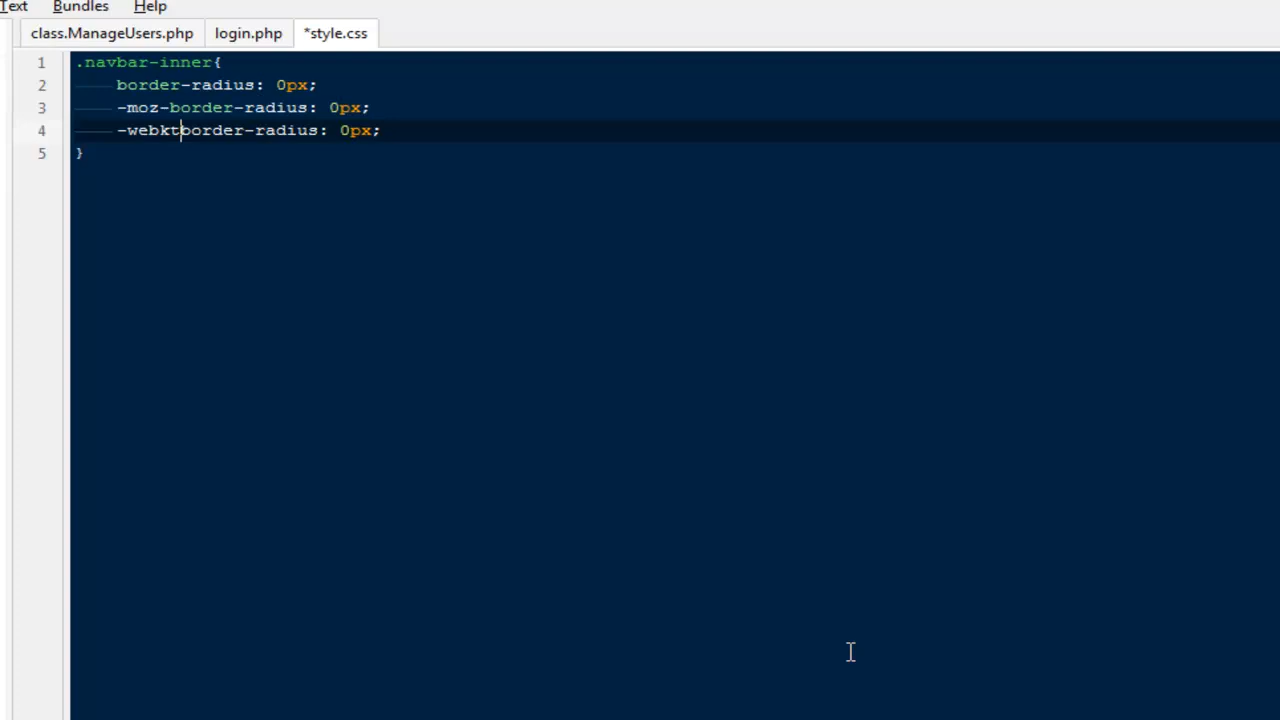 Text Bundles Help
class.ManageUsers.php login.php *style.css
1 .navbar-inner{
2 border-radius: 0px;
3 -moz-border-radius: 0px;
4 -webktborder-radius: 0px;
5 }